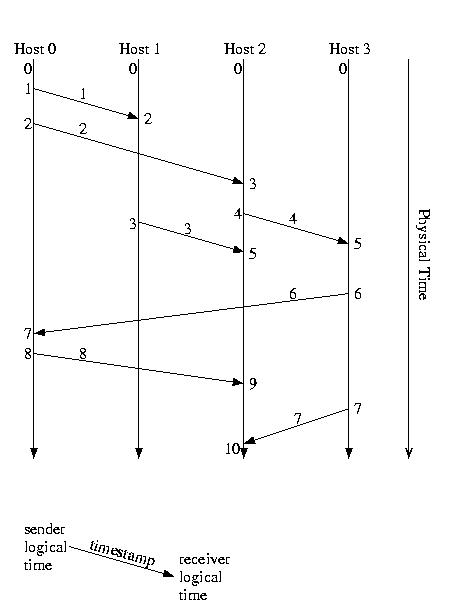 Host 0 Host 1 Host 2 Host 3
0 0 0 0
1 1
2
2 2
3
4 4
3 3
5
5
6 6
7
8 8
9
7
7
10
Physical Time
sender
logical
time
timestamp
receiver
logical
time